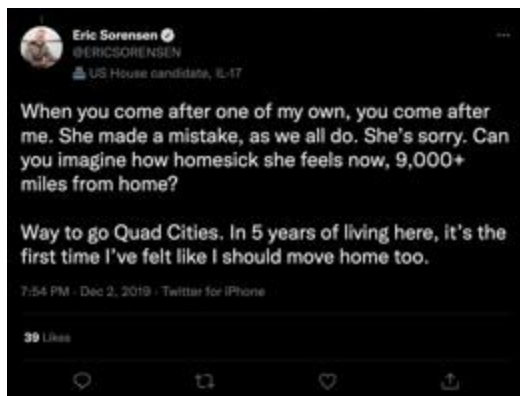 Eric Sorensen
@ERICSORENSEN
US House candidate, IL-17
When you come after one of my own, you come after
me. She made a mistake, as we all do. She's sorry. Can
you imagine how homesick she feels now, 9,000+
miles from home?
Way to go Quad Cities. In 5 years of living here, it's the
first time I've felt like I should move home too.
7:54 PM · Dec 2, 2019 · Twitter for iPhone
39 Likes